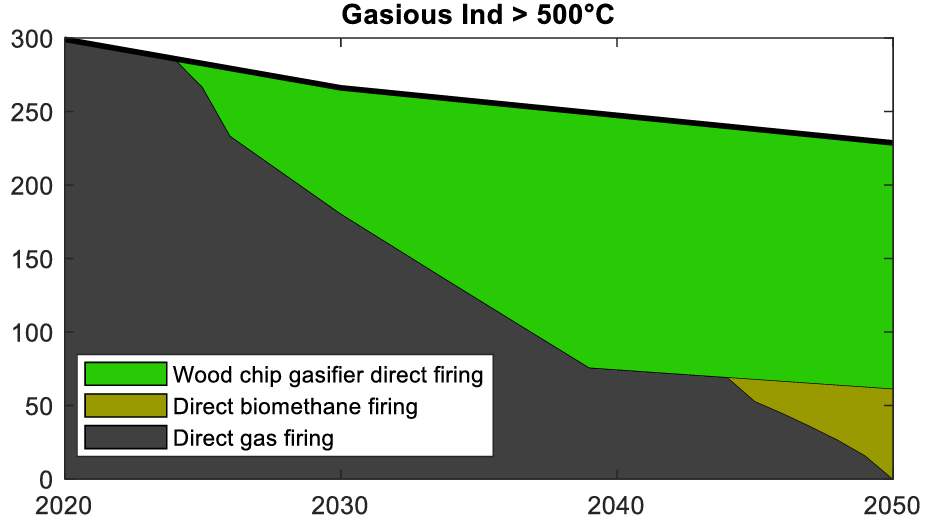 Gasious Ind > 500°C
300
250
200
150
100
50
0
Wood chip gasifier direct firing
Direct biomethane firing
Direct gas firing
2020
2030
2040
2050